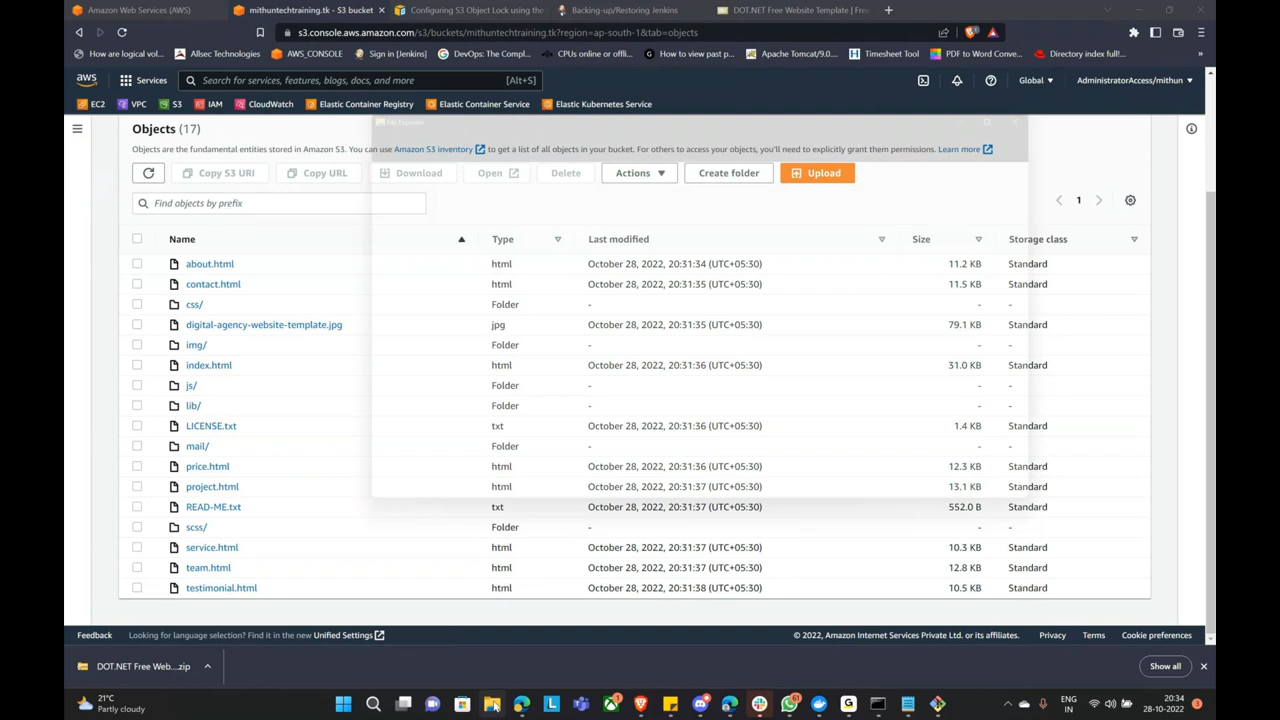 Amazon Web Services (AWS)
mithuntechtraining.tk - S3 bucket
Configuring S3 Object Lock using the
Backing-up/Restoring Jenkins
DOT.NET Free Website Template | Free
s3.console.aws.amazon.com/s3/buckets/mithuntechtraining.tk?region=ap-south-1&tab=objects
How are logical vol...
Allsec Technologies
AWS_CONSOLE
Sign in [Jenkins]
DevOps: The Compl...
CPUs online or offlin...
How to view past p...
Apache Tomcat/9.0....
Timesheet Tool
PDF to Word Conve...
Directory index full!...
aws
Services
Search for services, features, blogs, docs, and more
[Alt+S]
Global
AdministratorAccess/mithun
EC2
VPC
S3
IAM
CloudWatch
Elastic Container Registry
Elastic Container Service
Elastic Kubernetes Service
File Explorer
Objects (17)
Objects are the fundamental entities stored in Amazon S3. You can use Amazon S3 inventory to get a list of all objects in your bucket. For others to access your objects, you'll need to explicitly grant them permissions. Learn more
Copy S3 URI
Copy URL
Download
Open
Delete
Actions
Create folder
Upload
Find objects by prefix
1
Name Type Last modified Size Storage class
about.html html October 28, 2022, 20:31:34 (UTC+05:30) 11.2 KB Standard
contact.html html October 28, 2022, 20:31:35 (UTC+05:30) 11.5 KB Standard
css/ Folder - - -
digital-agency-website-template.jpg jpg October 28, 2022, 20:31:35 (UTC+05:30) 79.1 KB Standard
img/ Folder - - -
index.html html October 28, 2022, 20:31:36 (UTC+05:30) 31.0 KB Standard
js/ Folder - - -
lib/ Folder - - -
LICENSE.txt txt October 28, 2022, 20:31:36 (UTC+05:30) 1.4 KB Standard
mail/ Folder - - -
price.html html October 28, 2022, 20:31:36 (UTC+05:30) 12.3 KB Standard
project.html html October 28, 2022, 20:31:37 (UTC+05:30) 13.1 KB Standard
READ-ME.txt txt October 28, 2022, 20:31:37 (UTC+05:30) 552.0 B Standard
scss/ Folder - - -
service.html html October 28, 2022, 20:31:37 (UTC+05:30) 10.3 KB Standard
team.html html October 28, 2022, 20:31:37 (UTC+05:30) 12.8 KB Standard
testimonial.html html October 28, 2022, 20:31:38 (UTC+05:30) 10.5 KB Standard
Feedback
Looking for language selection? Find it in the new Unified Settings
© 2022, Amazon Internet Services Private Ltd. or its affiliates.
Privacy
Terms
Cookie preferences
DOT.NET Free Web....zip
Show all
21°C
Partly cloudy
1
61
ENG
IN
20:34
28-10-2022